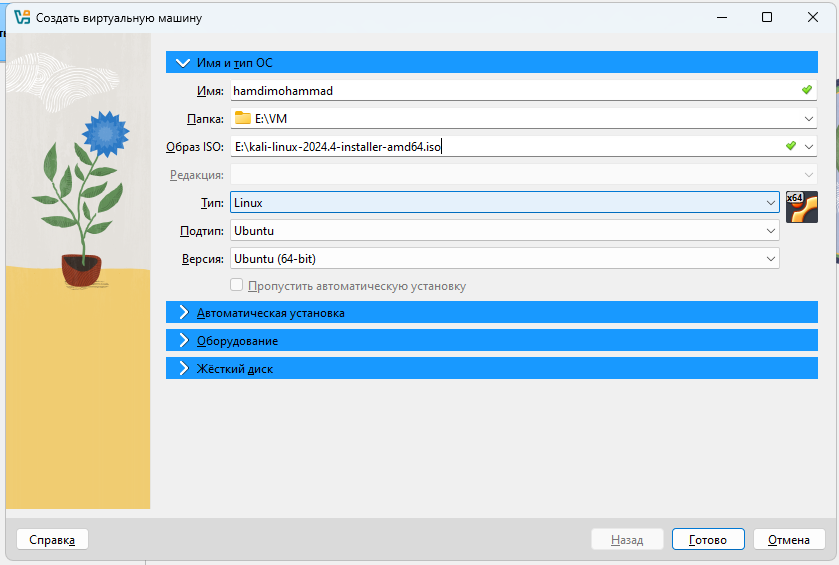 Создать виртуальную машину
Имя и тип ОС
Имя: hamdimohammad
Папка: E:\VM
Образ ISO: E:\kali-linux-2024.4-installer-amd64.iso
Редакция:
Тип: Linux
x64
Подтип: Ubuntu
Версия: Ubuntu (64-bit)
Пропустить автоматическую установку
Автоматическая установка
Оборудование
Жёсткий диск
Справка Назад Готово Отмена